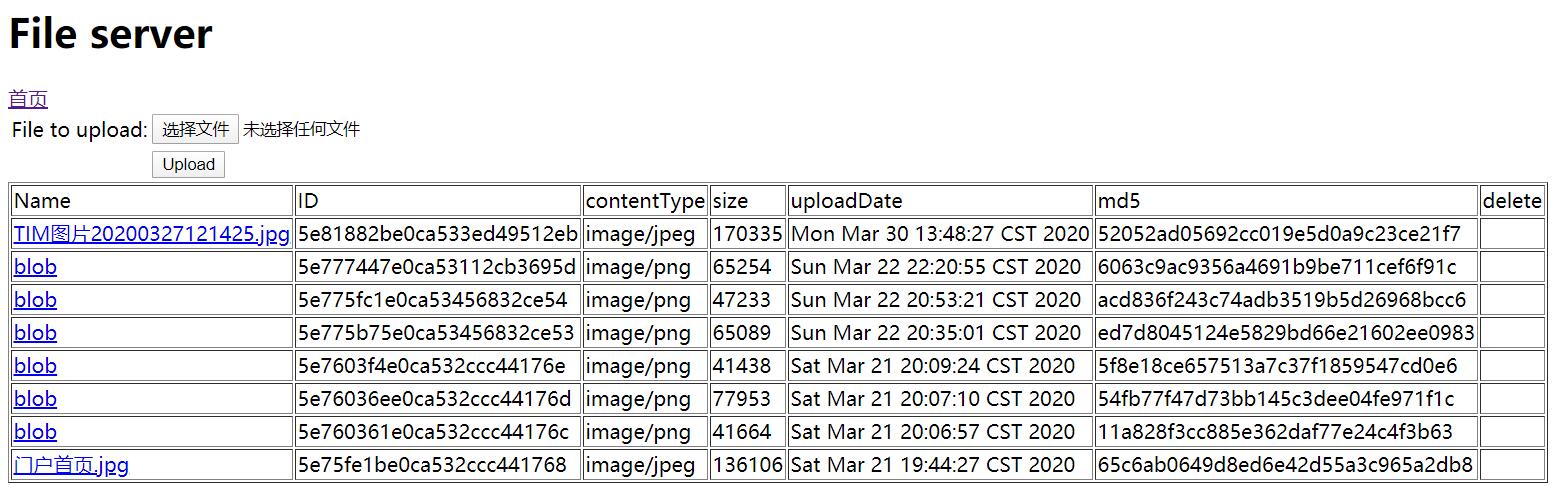 File server
首页
File to upload: 选择文件 未选择任何文件
Upload
Name ID contentType size uploadDate md5 delete
TIM图片20200327121425.jpg 5e81882be0ca533ed49512eb image/jpeg 170335 Mon Mar 30 13:48:27 CST 2020 52052ad05692cc019e5d0a9c23ce21f7
blob 5e777447e0ca53112cb3695d image/png 65254 Sun Mar 22 22:20:55 CST 2020 6063c9ac9356a4691b9be711cef6f91c
blob 5e775fc1e0ca53456832ce54 image/png 47233 Sun Mar 22 20:53:21 CST 2020 acd836f243c74adb3519b5d26968bcc6
blob 5e775b75e0ca53456832ce53 image/png 65089 Sun Mar 22 20:35:01 CST 2020 ed7d8045124e5829bd66e21602ee0983
blob 5e7603f4e0ca532ccc44176e image/png 41438 Sat Mar 21 20:09:24 CST 2020 5f8e18ce657513a7c37f1859547cd0e6
blob 5e76036ee0ca532ccc44176d image/png 77953 Sat Mar 21 20:07:10 CST 2020 54fb77f47d73bb145c3dee04fe971f1c
blob 5e760361e0ca532ccc44176c image/png 41664 Sat Mar 21 20:06:57 CST 2020 11a828f3cc885e362daf77e24c4f3b63
门户首页.jpg 5e75fe1be0ca532ccc441768 image/jpeg 136106 Sat Mar 21 19:44:27 CST 2020 65c6ab0649d8ed6e42d55a3c965a2db8